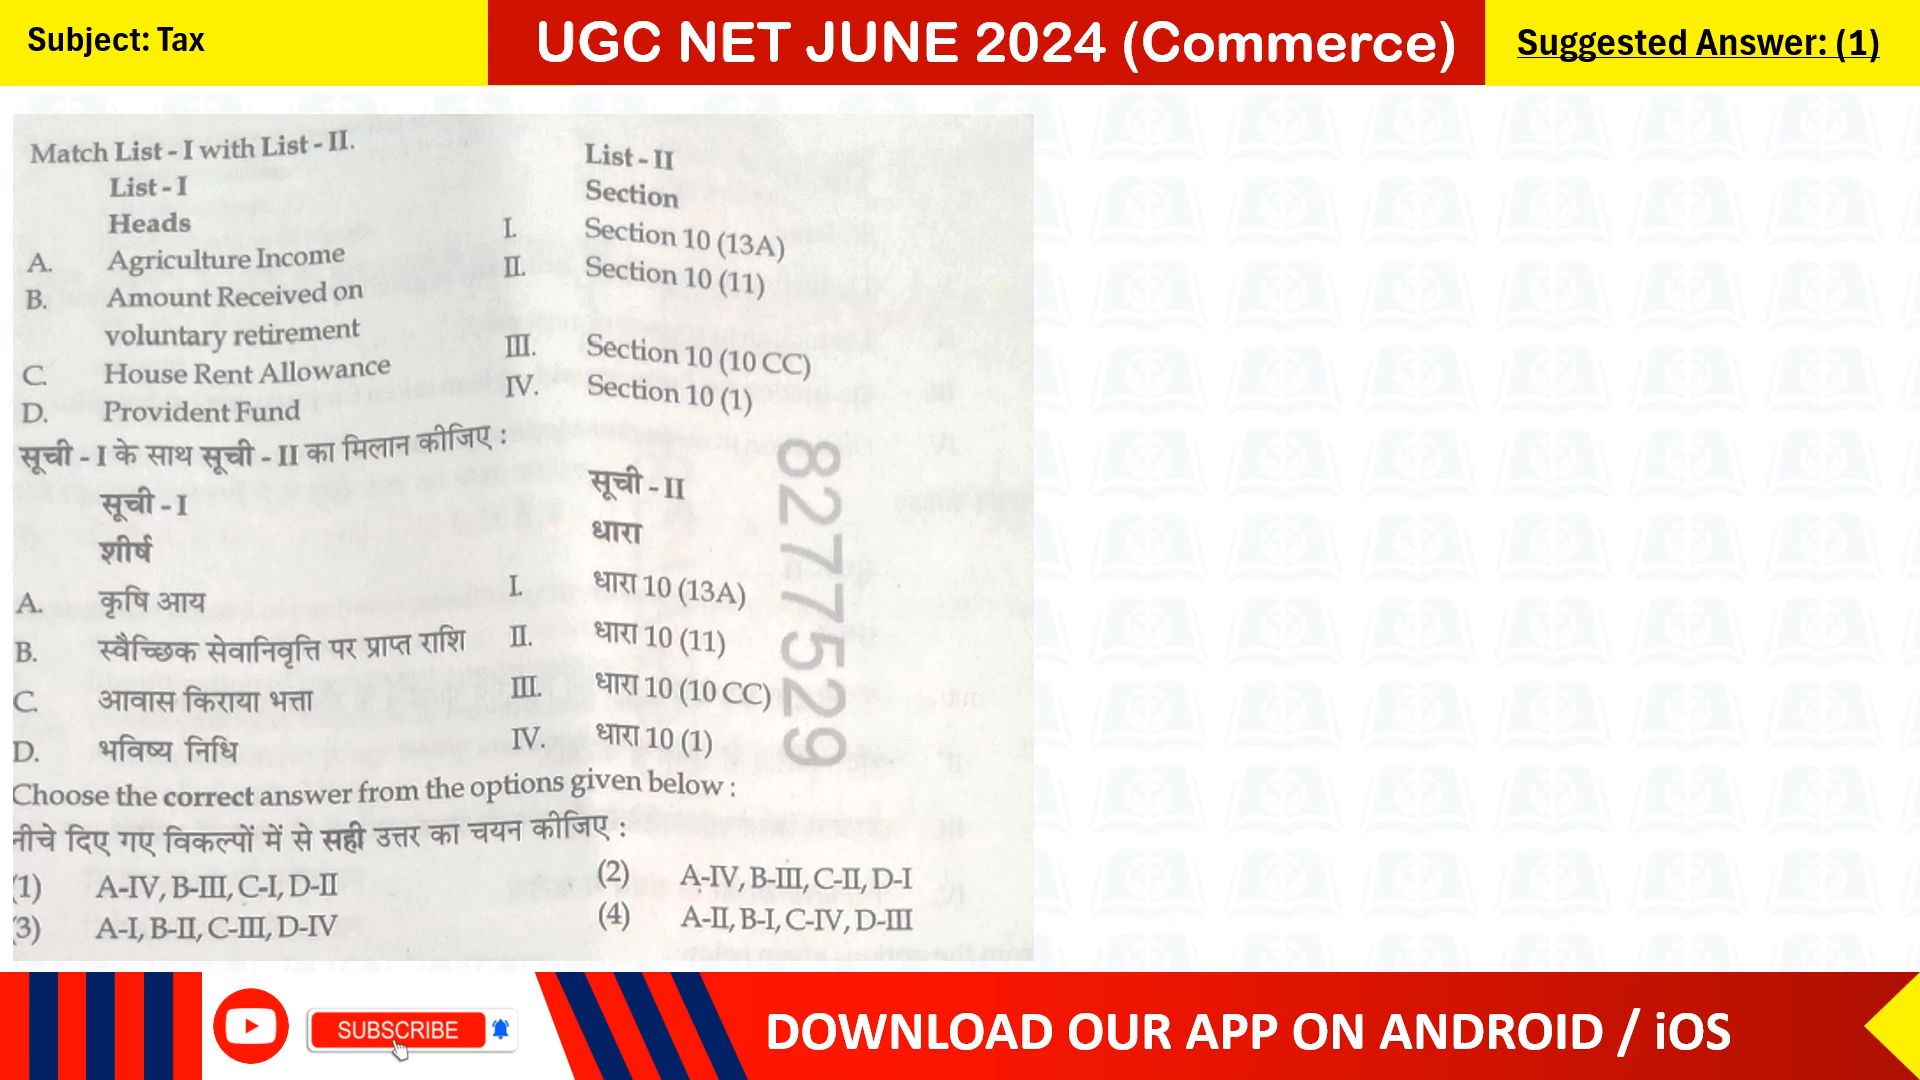 Subject: Tax
UGC NET JUNE 2024 (Commerce)
Suggested Answer: (1)
Match List - I with List - II.
List - I
List - II
Heads
Section
A. Agriculture Income
I. Section 10 (13A)
B. Amount Received on
voluntary retirement
II. Section 10 (11)
C. House Rent Allowance
III. Section 10 (10 CC)
D. Provident Fund
IV. Section 10 (1)
सूची - I के साथ सूची - II का मिलान कीजिए :
सूची - I
सूची - II
शीर्ष
धारा
A. कृषि आय
I. धारा 10 (13A)
B. स्वैच्छिक सेवानिवृत्ति पर प्राप्त राशि
II. धारा 10 (11)
C. आवास किराया भत्ता
III. धारा 10 (10 CC)
D. भविष्य निधि
IV. धारा 10 (1)
8277529
Choose the correct answer from the options given below :
नीचे दिए गए विकल्पों में से सही उत्तर का चयन कीजिए :
(1) A-IV, B-III, C-I, D-II
(2) A-IV, B-III, C-II, D-I
(3) A-I, B-II, C-III, D-IV
(4) A-II, B-I, C-IV, D-III
SUBSCRIBE
DOWNLOAD OUR APP ON ANDROID / iOS